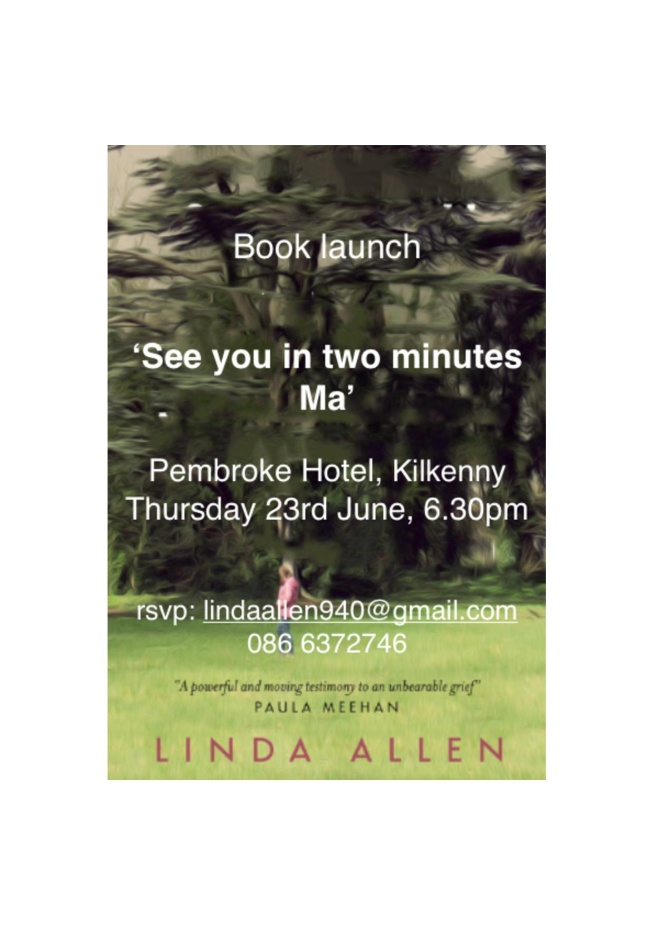 Book launch
‘See you in two minutes
Ma’
Pembroke Hotel, Kilkenny
Thursday 23rd June, 6.30pm
rsvp: lindaallen940@gmail.com
086 6372746
"A powerful and moving testimony to an unbearable grief"
PAULA MEEHAN
LINDA ALLEN